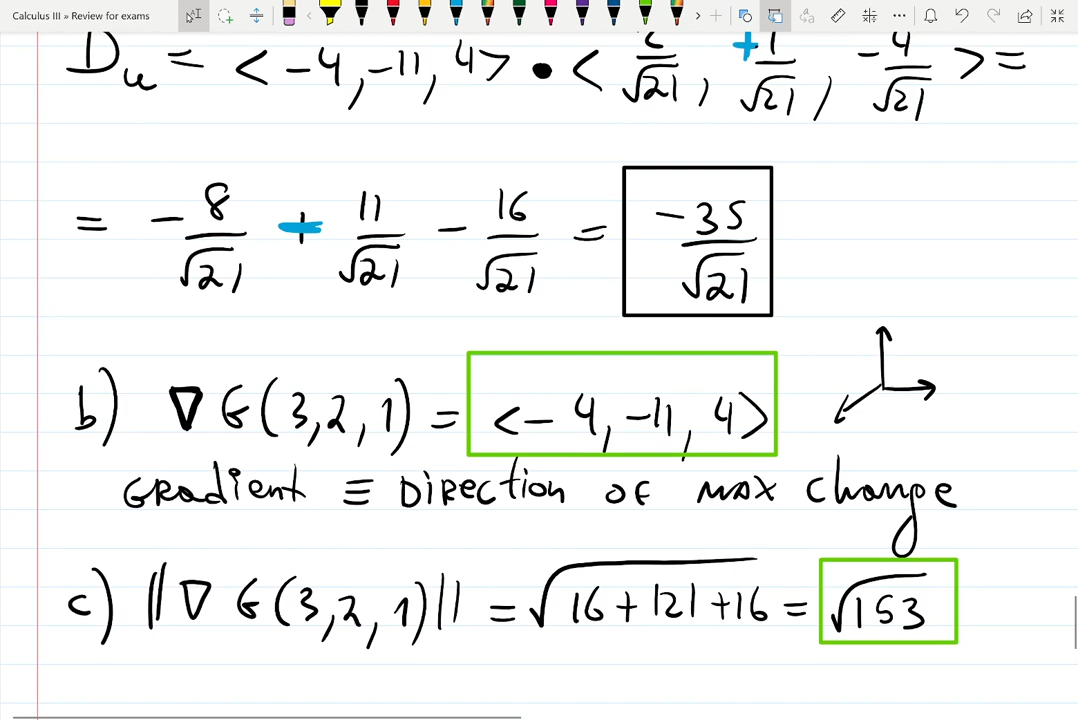 Calculus III » Review for exams
D_u = < -4, -11, 4> • < 2/√21, +1/√21, -4/√21 > =
= - 8/√21 - 11/√21 - 16/√21 = -35/√21
b) ∇ G(3,2,1) = <- 4, -11, 4>
GRadient ≡ DiRection OF MAX Change
c) ||∇ G(3,2,1)|| = √16+121+16 = √153